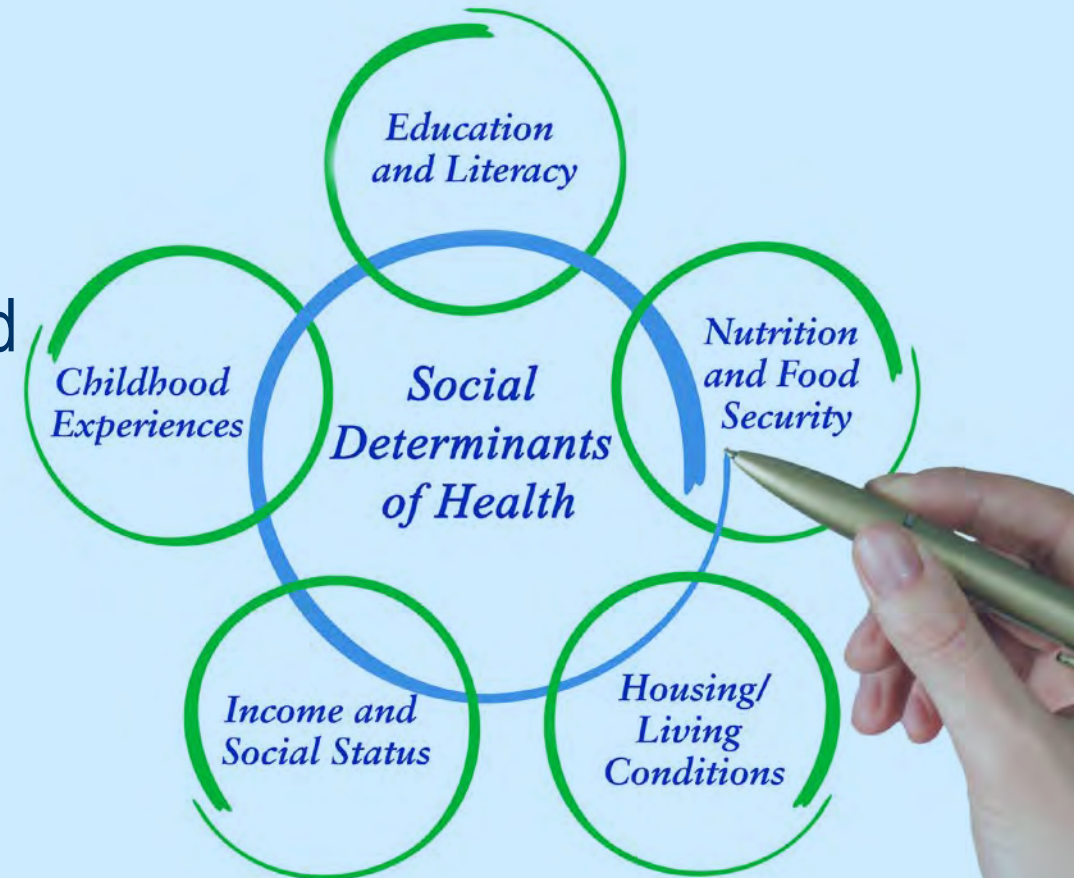 Education
and Literacy
d
Childhood
Experiences
Social
Determinants
of Health
Nutrition
and Food
Security
Income and
Social Status
Housing/
Living
Conditions